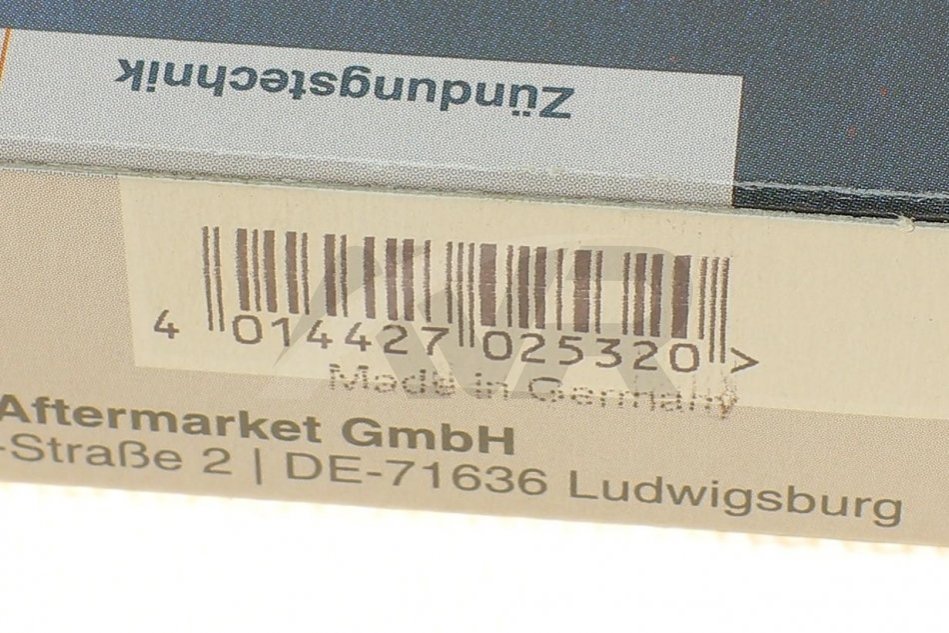 Zündungstechnik
4 014427 025320 >
Made in Germany
Aftermarket GmbH
-Straße 2 | DE-71636 Ludwigsburg